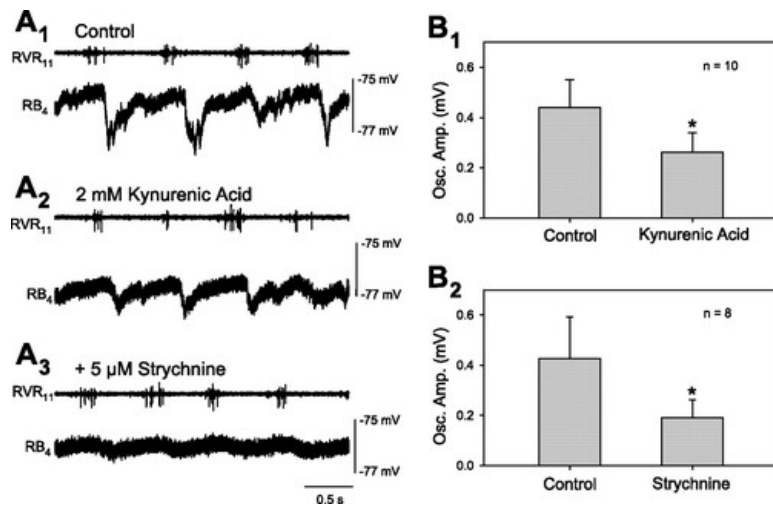 A1 Control
RVR11
-75 mV
RB4
-77 mV
A2 2 mM Kynurenic Acid
RVR11
-75 mV
RB4
-77 mV
A3 + 5 µM Strychnine
RVR11
-75 mV
RB4
-77 mV
0.5 s
B1
n = 10
0.6
0.4
0.2
0.0
Osc. Amp. (mV)
*
Control Kynurenic Acid
B2
n = 8
0.6
0.4
0.2
0.0
Osc. Amp. (mV)
*
Control Strychnine